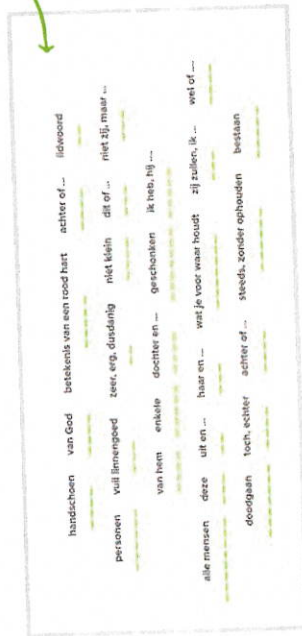 handschoen van God betekenis van een rood hart achter of ... lidwoord
personen vuil linnengoed zeer, erg, dusdanig niet klein dit of ... niet zij, maar ...
van hem enkele dochter en ... geschonken ik heb, hij ...
alle mensen deze uit en ... haar en ... wat je voor waar houdt zij zullen, ik ... wel of ...
doodgaan toch, echter achter of ... steeds, zonder ophouden bestaan